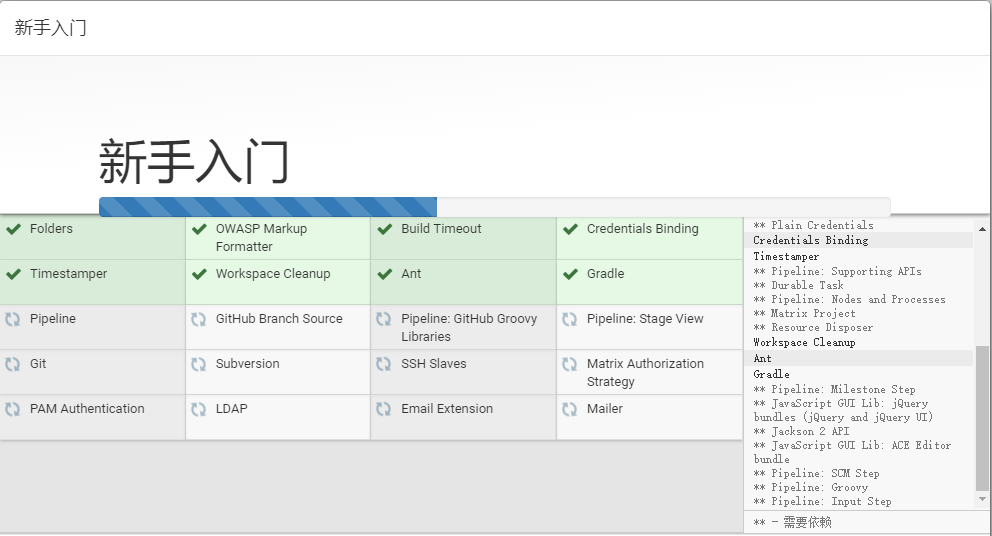 新手入门
新手入门
Folders
OWASP Markup
Formatter
Build Timeout
Credentials Binding
Timestamper
Workspace Cleanup
Ant
Gradle
Pipeline
GitHub Branch Source
Pipeline: GitHub Groovy
Libraries
Pipeline: Stage View
Git
Subversion
SSH Slaves
Matrix Authorization
Strategy
PAM Authentication
LDAP
Email Extension
Mailer
** Plain Credentials
Credentials Binding
Timestamper
** Pipeline: Supporting APIs
** Durable Task
** Pipeline: Nodes and Processes
** Matrix Project
** Resource Disposer
Workspace Cleanup
Ant
Gradle
** Pipeline: Milestone Step
** JavaScript GUI Lib: jQuery
bundles (jQuery and jQuery UI)
** Jackson 2 API
** JavaScript GUI Lib: ACE Editor
bundle
** Pipeline: SCM Step
** Pipeline: Groovy
** Pipeline: Input Step
** - 需要依赖